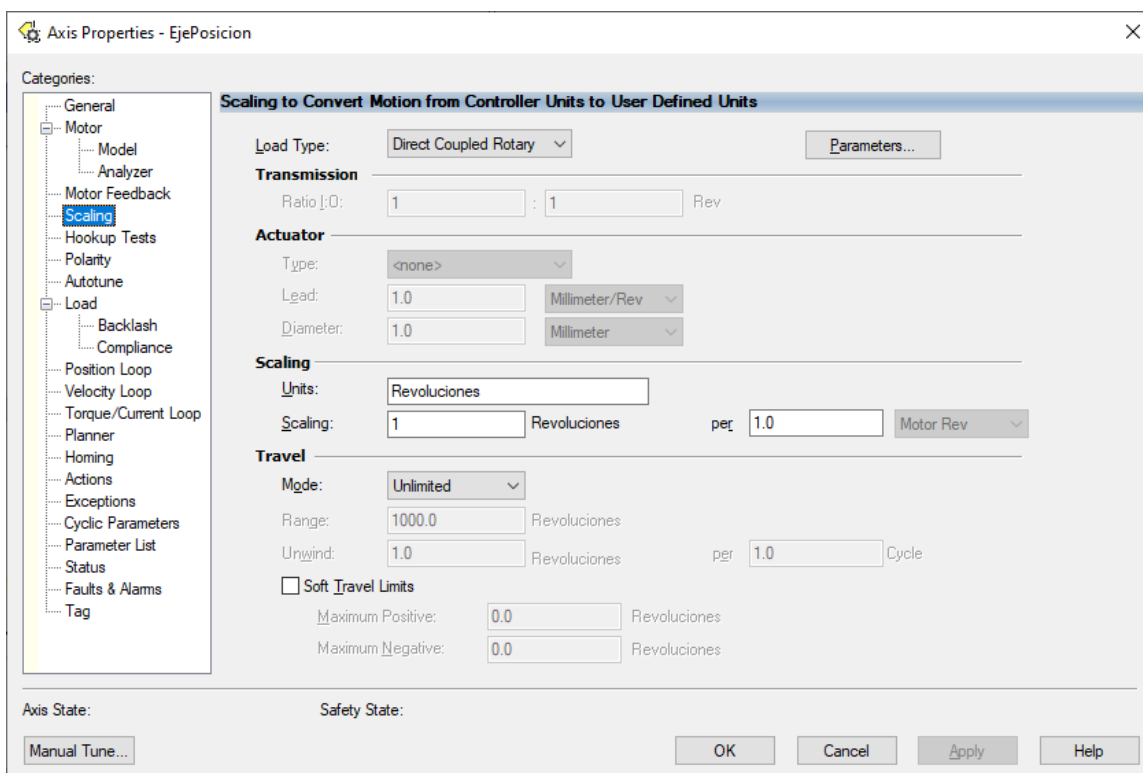 Axis Properties - EjePosicion
Categories:
General
Motor
Model
Analyzer
Motor Feedback
Scaling
Hookup Tests
Polarity
Autotune
Load
Backlash
Compliance
Position Loop
Velocity Loop
Torque/Current Loop
Planner
Homing
Actions
Exceptions
Cyclic Parameters
Parameter List
Status
Faults & Alarms
Tag
Scaling to Convert Motion from Controller Units to User Defined Units
Load Type: Direct Coupled Rotary Parameters...
Transmission
Ratio I:O: 1 : 1 Rev
Actuator
Type: <none>
Lead: 1.0 Millimeter/Rev
Diameter: 1.0 Millimeter
Scaling
Units: Revoluciones
Scaling: 1 Revoluciones per 1.0 Motor Rev
Travel
Mode: Unlimited
Range: 1000.0 Revoluciones
Unwind: 1.0 Revoluciones per 1.0 Cycle
Soft Travel Limits
Maximum Positive: 0.0 Revoluciones
Maximum Negative: 0.0 Revoluciones
Axis State: Safety State:
Manual Tune... OK Cancel Apply Help